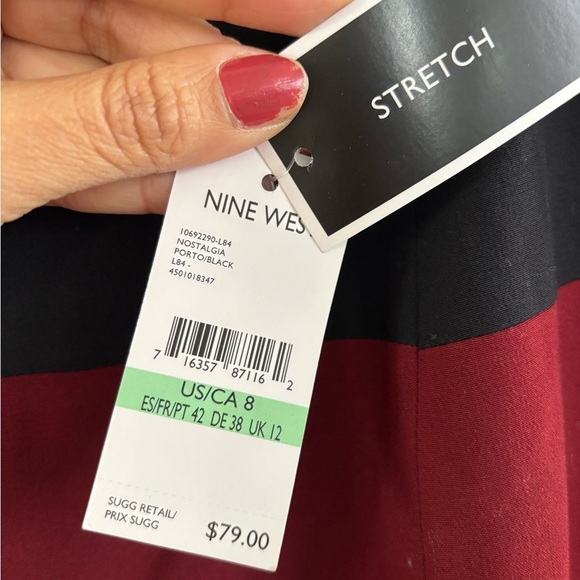 STRETCH
NINE WEST
10692290-L84
NOSTALGIA
PORTO/BLACK
L84 -
4501018347
7 16357 87116 2
US/CA 8
ES/FR/PT 42 DE 38 UK 12
SUGG RETAIL/
PRIX SUGG
$79.00